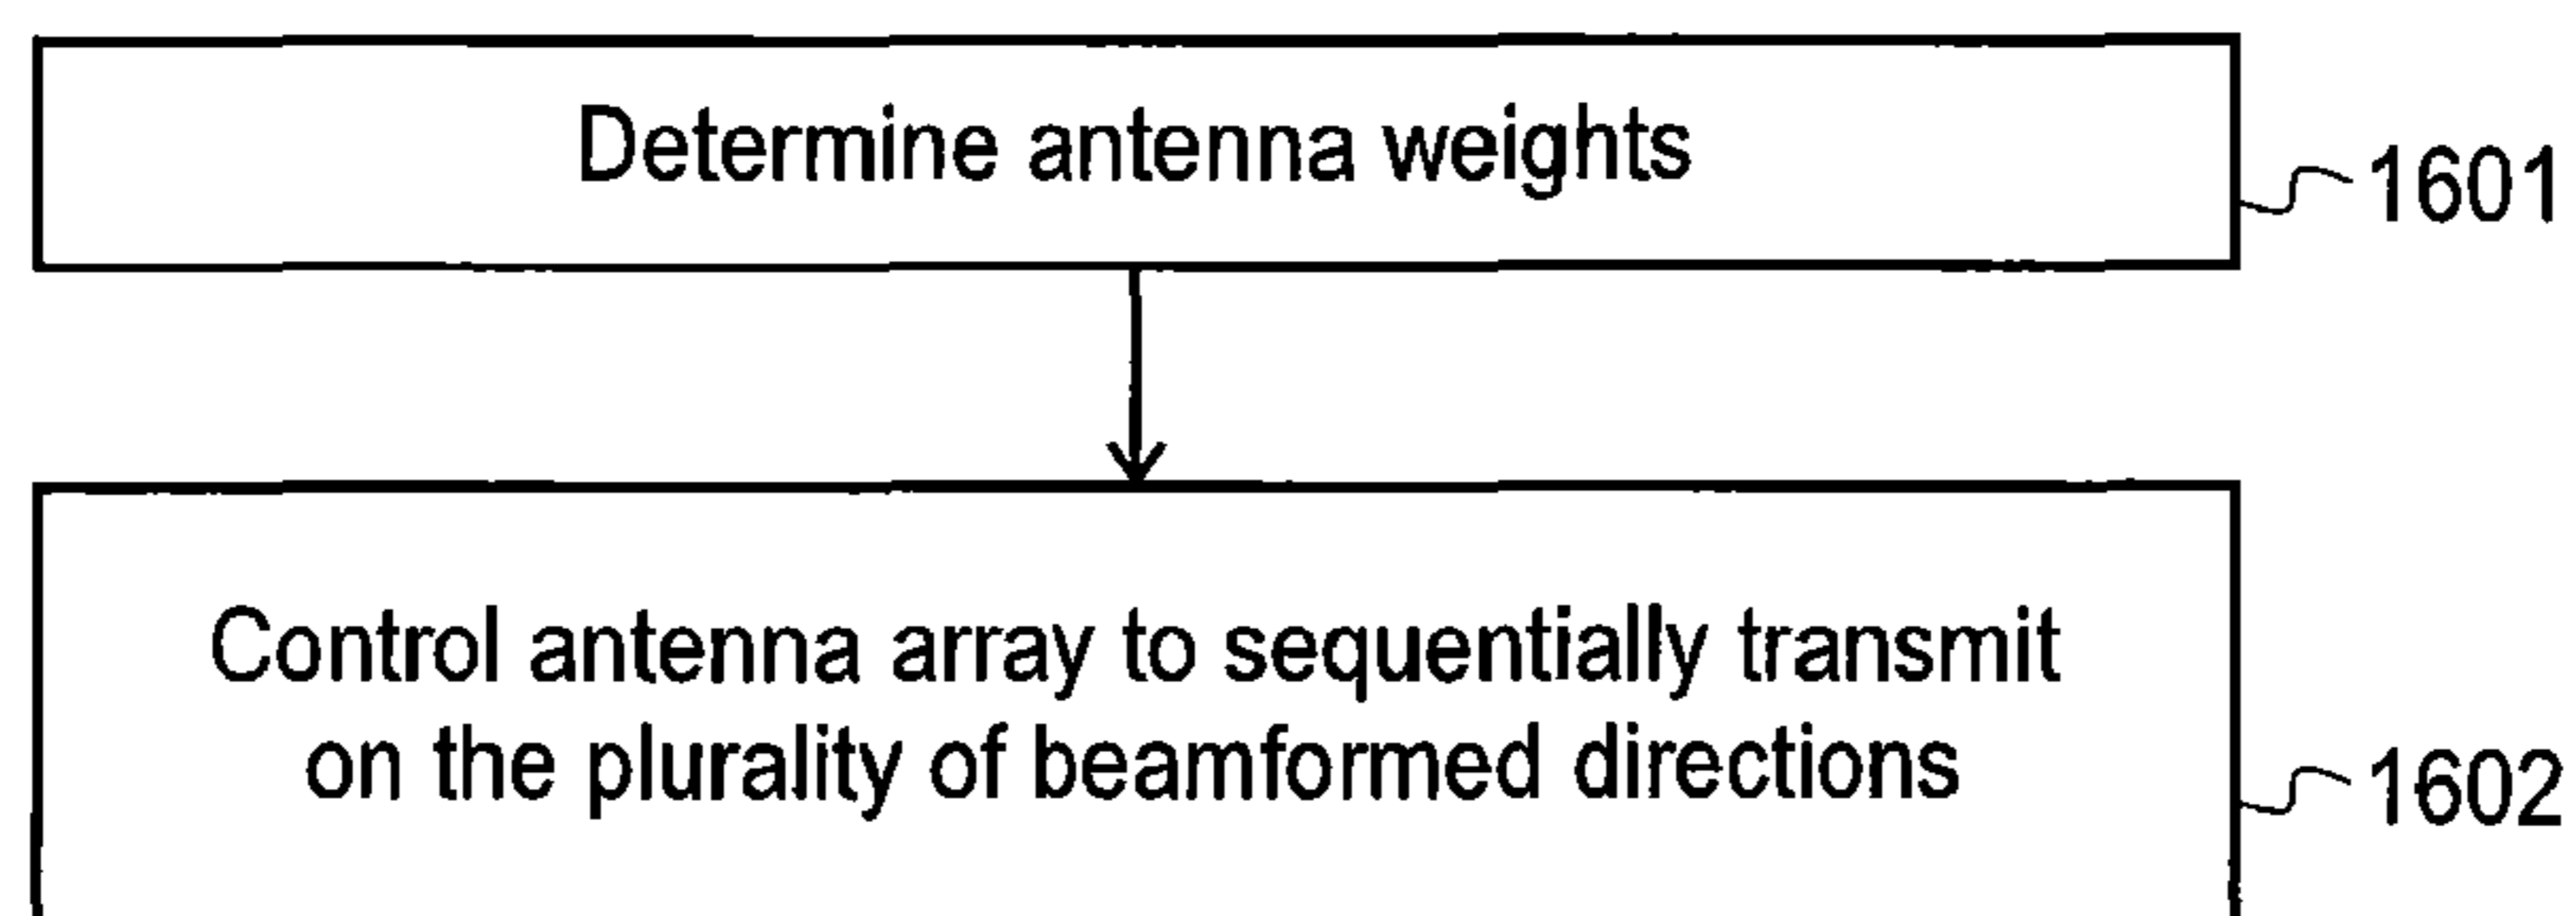 Determine antenna weights
1601
Control antenna array to sequentially transmit
on the plurality of beamformed directions
1602